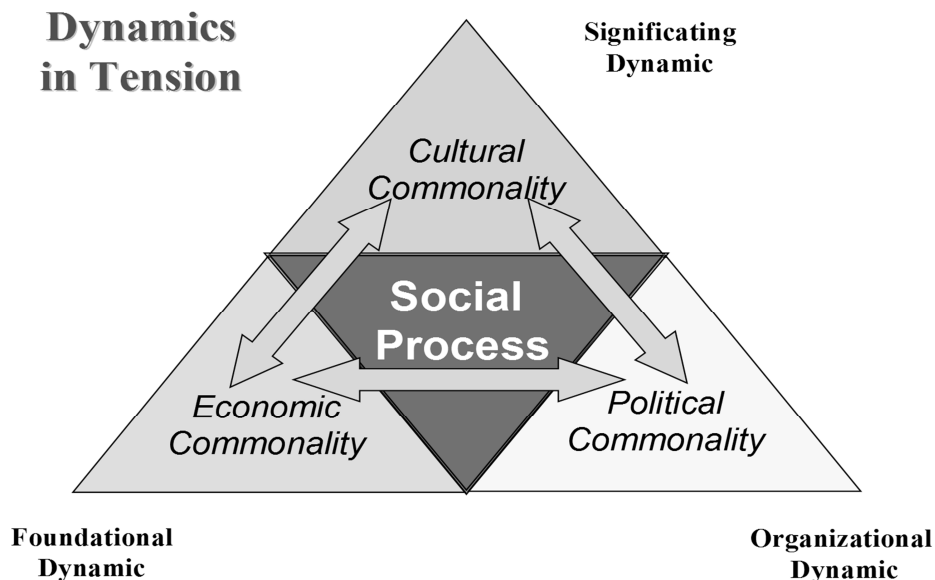 Dynamics
in Tension
Significating
Dynamic
Cultural
Commonality
Social
Process
Economic
Commonality
Political
Commonality
Foundational
Dynamic
Organizational
Dynamic